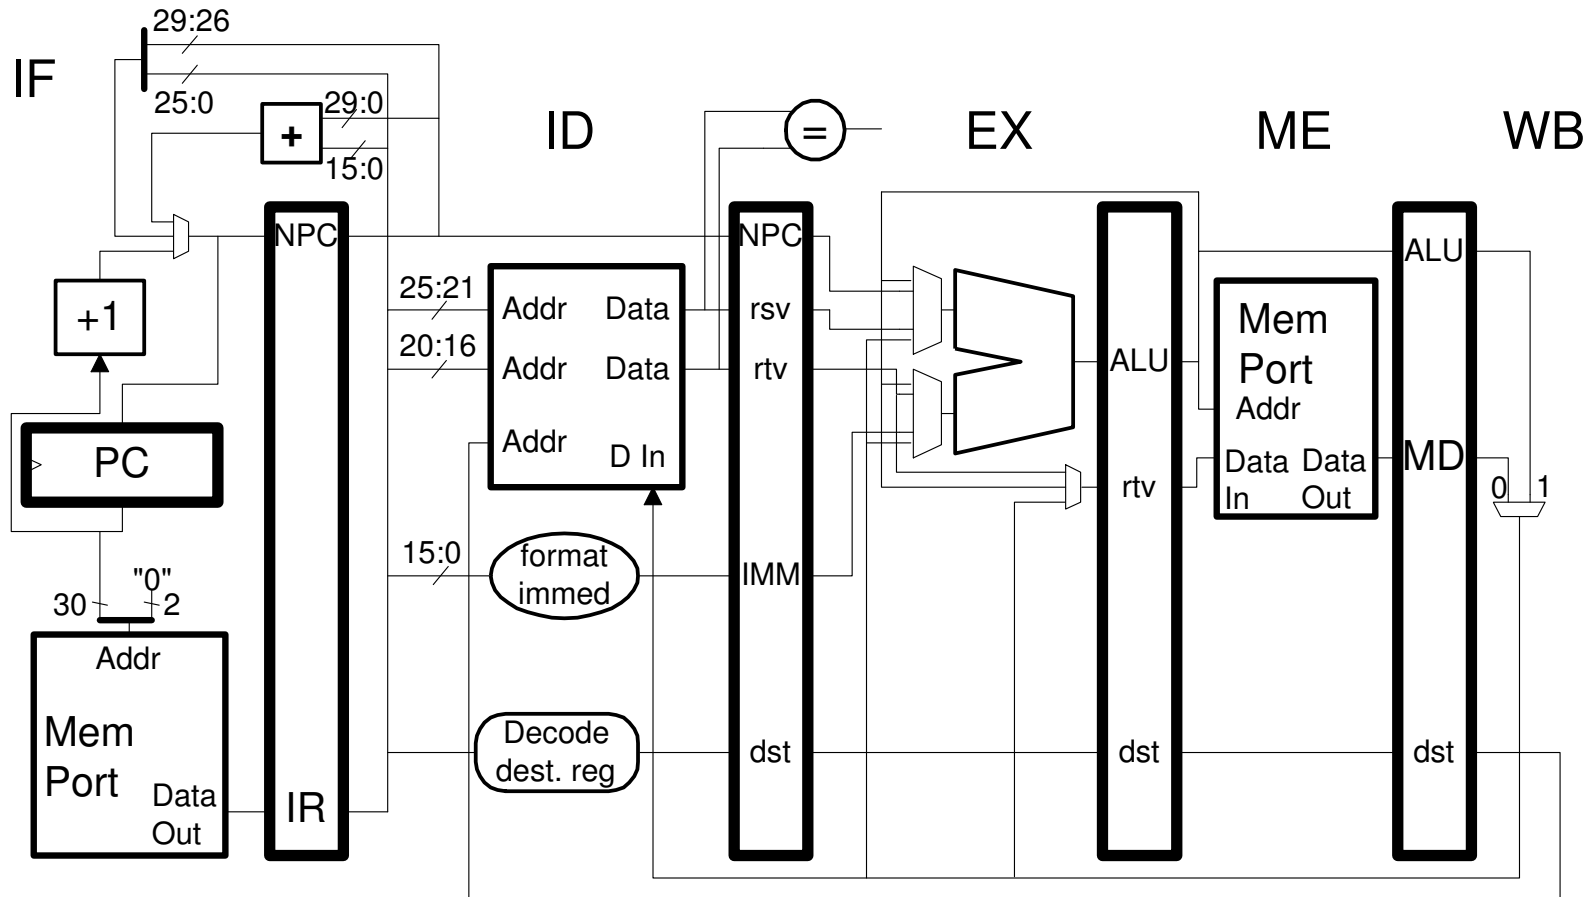 29:26
IF
25:0
29:0
+
15:0
ID
=
EX
ME
WB
NPC
NPC
ALU
+1
25:21
Addr
Data
rsv
20:16
Addr
Data
rtv
ALU
Mem
Port
Addr
PC
Addr
D In
Data
In
Data
Out
MD
rtv
0
1
15:0
format
immed
IMM
"0"
30
2
Addr
Mem
Port
Data
Out
IR
Decode
dest. reg
dst
dst
dst